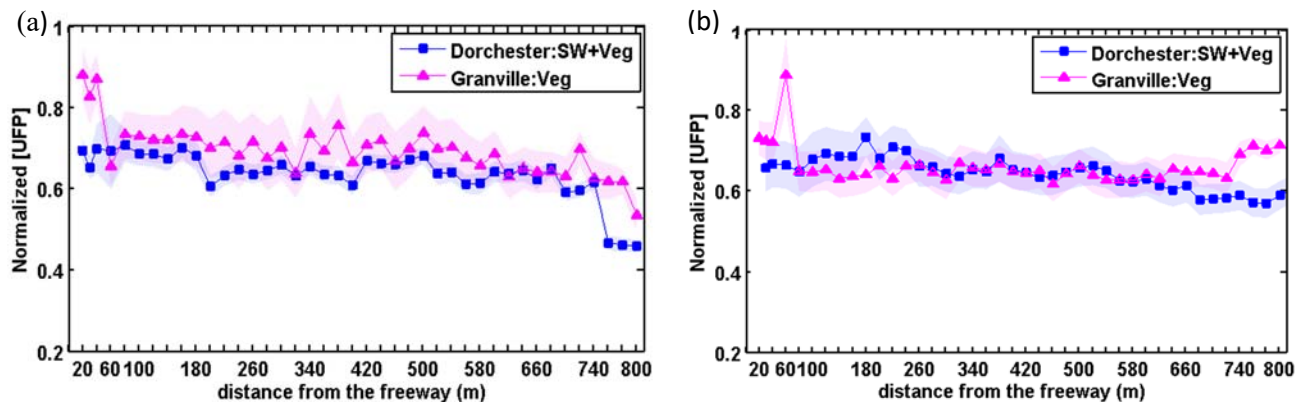 (a)
Normalized [UFP]
1
0.8
0.6
0.4
0.2
Dorchester:SW+Veg
Granville:Veg
20 60 100 180 260 340 420 500 580 660 740 800
distance from the freeway (m)
(b)
Normalized [UFP]
1
0.8
0.6
0.4
0.2
Dorchester:SW+Veg
Granville:Veg
20 60 100 180 260 340 420 500 580 660 740 800
distance from the freeway (m)